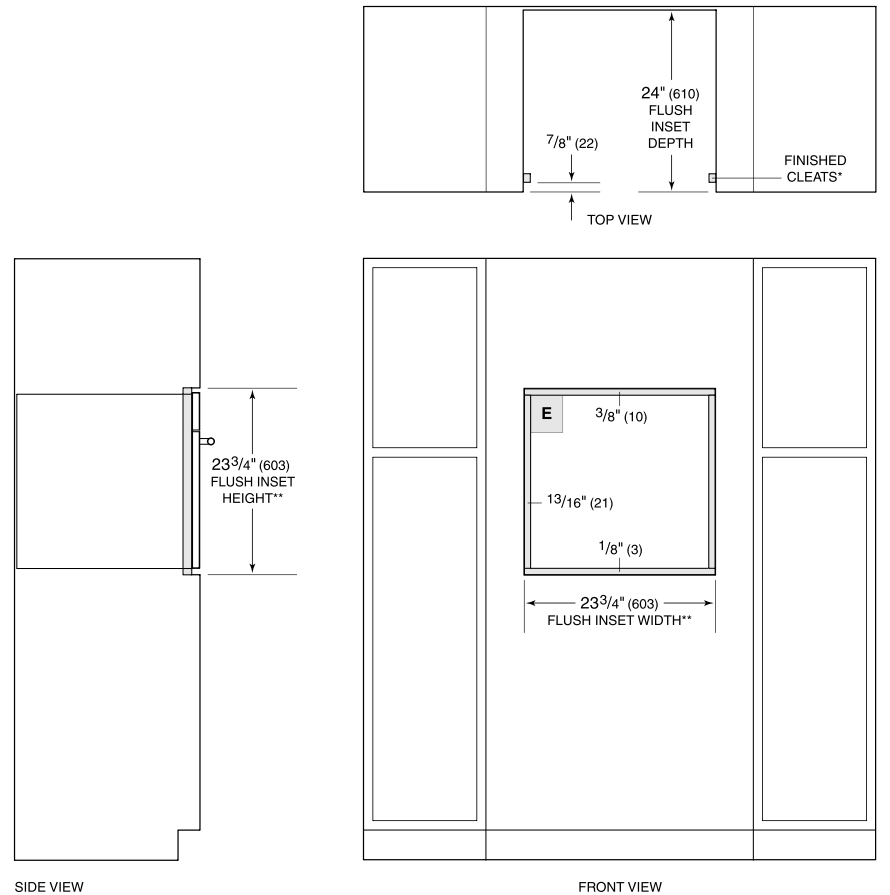 24" (610)
FLUSH
INSET
DEPTH
7/8" (22)
FINISHED
CLEATS*
TOP VIEW
23 3/4" (603)
FLUSH INSET
HEIGHT**
E
3/8" (10)
13/16" (21)
1/8" (3)
23 3/4" (603)
FLUSH INSET WIDTH**
SIDE VIEW
FRONT VIEW